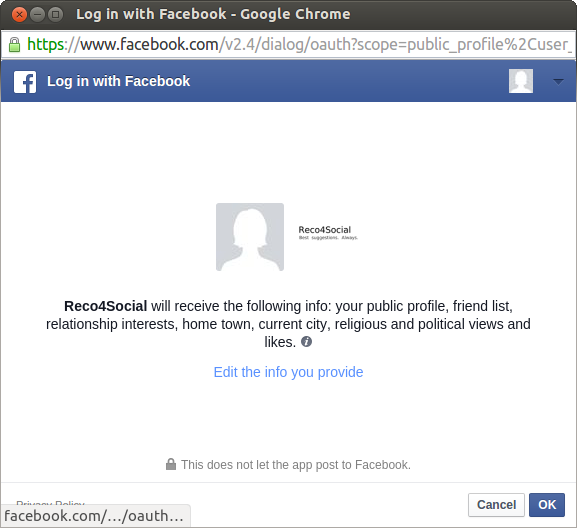 Log in with Facebook - Google Chrome
https://www.facebook.com/v2.4/dialog/oauth?scope=public_profile%2Cuser_
Log in with Facebook
Reco4Social
Best suggestions. Always.
Reco4Social will receive the following info: your public profile, friend list,
relationship interests, home town, current city, religious and political views and
likes.
Edit the info you provide
This does not let the app post to Facebook.
Privacy Policy
Cancel
OK
facebook.com/…/oauth…